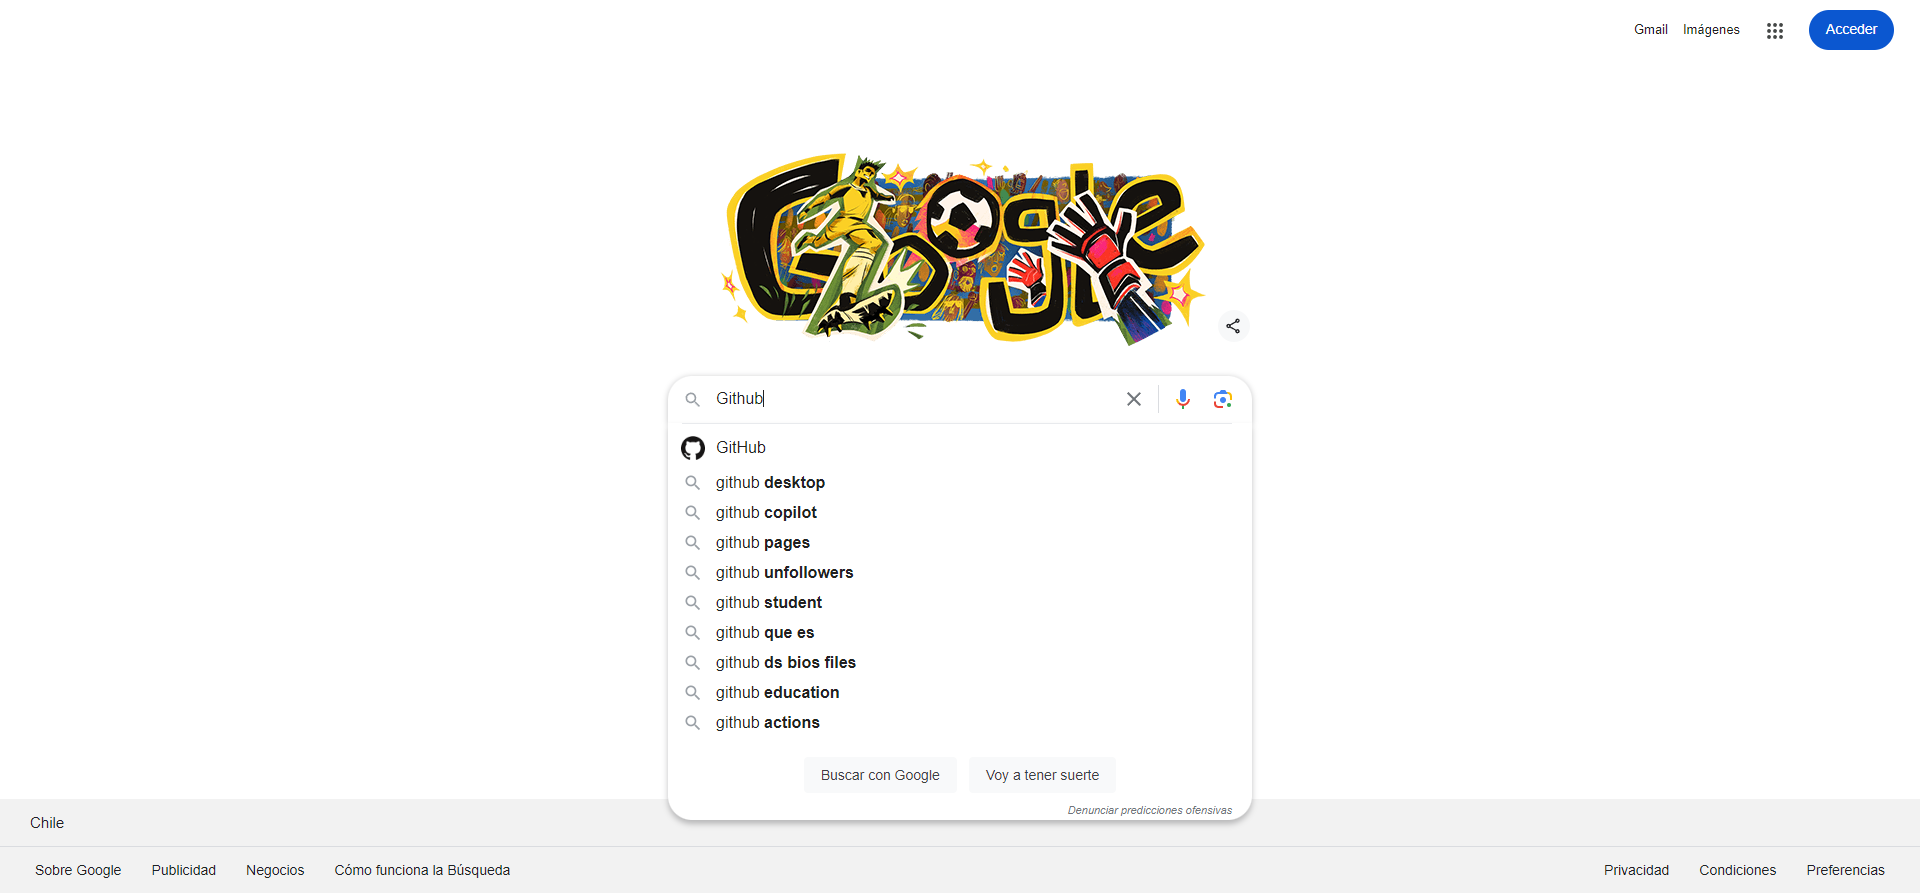 Gmail Imágenes Acceder
Google
Github
GitHub
github desktop
github copilot
github pages
github unfollowers
github student
github que es
github ds bios files
github education
github actions
Buscar con Google Voy a tener suerte
Denunciar predicciones ofensivas
Chile
Sobre Google Publicidad Negocios Cómo funciona la Búsqueda Privacidad Condiciones Preferencias